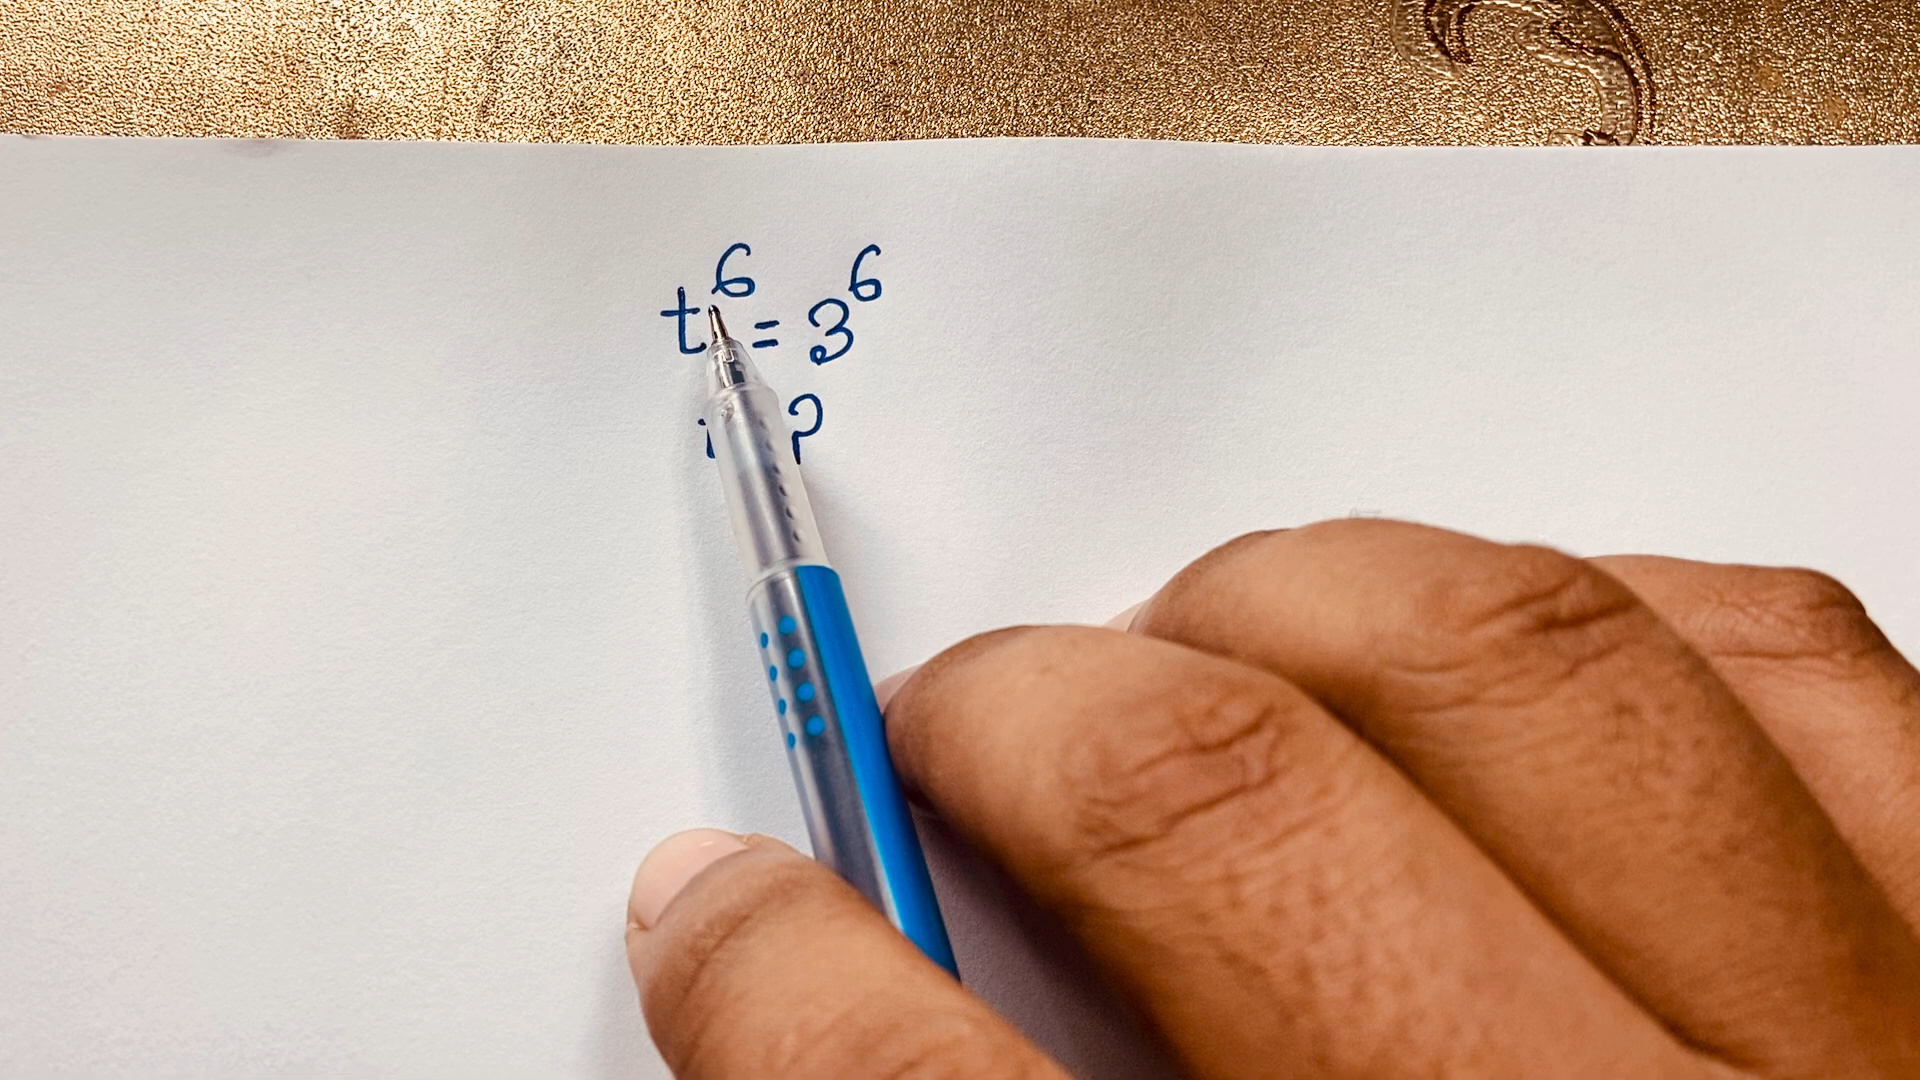 t⁶ = 3⁶
?